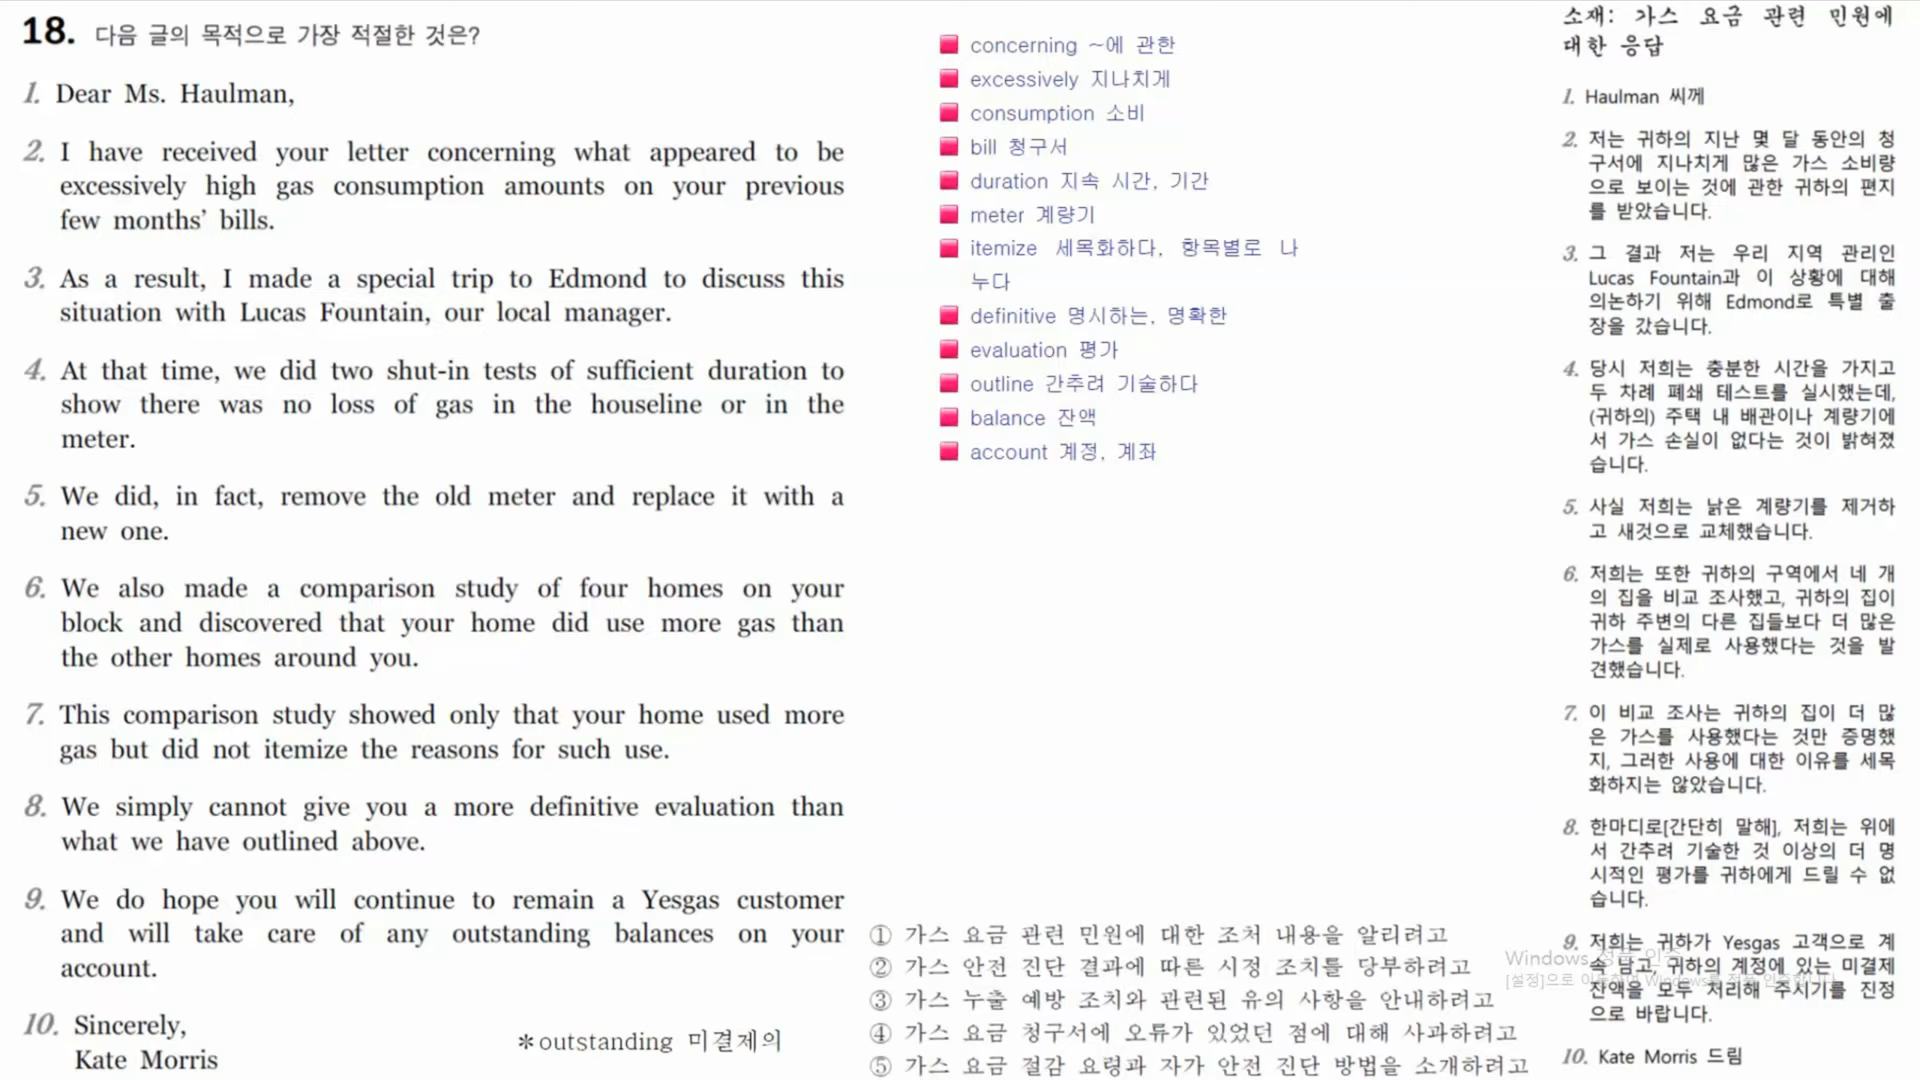 18. 다음 글의 목적으로 가장 적절한 것은?
1. Dear Ms. Haulman,
2. I have received your letter concerning what appeared to be
excessively high gas consumption amounts on your previous
few months' bills.
3. As a result, I made a special trip to Edmond to discuss this
situation with Lucas Fountain, our local manager.
4. At that time, we did two shut-in tests of sufficient duration to
show there was no loss of gas in the houseline or in the
meter.
5. We did, in fact, remove the old meter and replace it with a
new one.
6. We also made a comparison study of four homes on your
block and discovered that your home did use more gas than
the other homes around you.
7. This comparison study showed only that your home used more
gas but did not itemize the reasons for such use.
8. We simply cannot give you a more definitive evaluation than
what we have outlined above.
9. We do hope you will continue to remain a Yesgas customer
and will take care of any outstanding balances on your
account.
10. Sincerely,
Kate Morris
*outstanding 미결제의
concerning ~에 관한
excessively 지나치게
consumption 소비
bill 청구서
duration 지속 시간, 기간
meter 계량기
itemize 세목화하다, 항목별로 나
누다
definitive 명시하는, 명확한
evaluation 평가
outline 간추려 기술하다
balance 잔액
account 계정, 계좌
① 가스 요금 관련 민원에 대한 조처 내용을 알리려고
② 가스 안전 진단 결과에 따른 시정 조치를 당부하려고
③ 가스 누출 예방 조치와 관련된 유의 사항을 안내하려고
④ 가스 요금 청구서에 오류가 있었던 점에 대해 사과하려고
⑤ 가스 요금 절감 요령과 자가 안전 진단 방법을 소개하려고
소재: 가스 요금 관련 민원에
대한 응답
1. Haulman 씨께
2. 저는 귀하의 지난 몇 달 동안의 청
구서에 지나치게 많은 가스 소비량
으로 보이는 것에 관한 귀하의 편지
를 받았습니다.
3. 그 결과 저는 우리 지역 관리인
Lucas Fountain과 이 상황에 대해
의논하기 위해 Edmond로 특별 출
장을 갔습니다.
4. 당시 저희는 충분한 시간을 가지고
두 차례 폐쇄 테스트를 실시했는데,
(귀하의) 주택 내 배관이나 계량기에
서 가스 손실이 없다는 것이 밝혀졌
습니다.
5. 사실 저희는 낡은 계량기를 제거하
고 새것으로 교체했습니다.
6. 저희는 또한 귀하의 구역에서 네 개
의 집을 비교 조사했고, 귀하의 집이
귀하 주변의 다른 집들보다 더 많은
가스를 실제로 사용했다는 것을 발
견했습니다.
7. 이 비교 조사는 귀하의 집이 더 많
은 가스를 사용했다는 것만 증명했
지, 그러한 사용에 대한 이유를 세목
화하지는 않았습니다.
8. 한마디로[간단히 말해], 저희는 위에
서 간추려 기술한 것 이상의 더 명
시적인 평가를 귀하에게 드릴 수 없
습니다.
9. 저희는 귀하가 Yesgas 고객으로 계
속 남고, 귀하의 계정에 있는 미결제
잔액을 모두 처리해 주시기를 진정
으로 바랍니다.
10. Kate Morris 드림
Windows 정품 인증